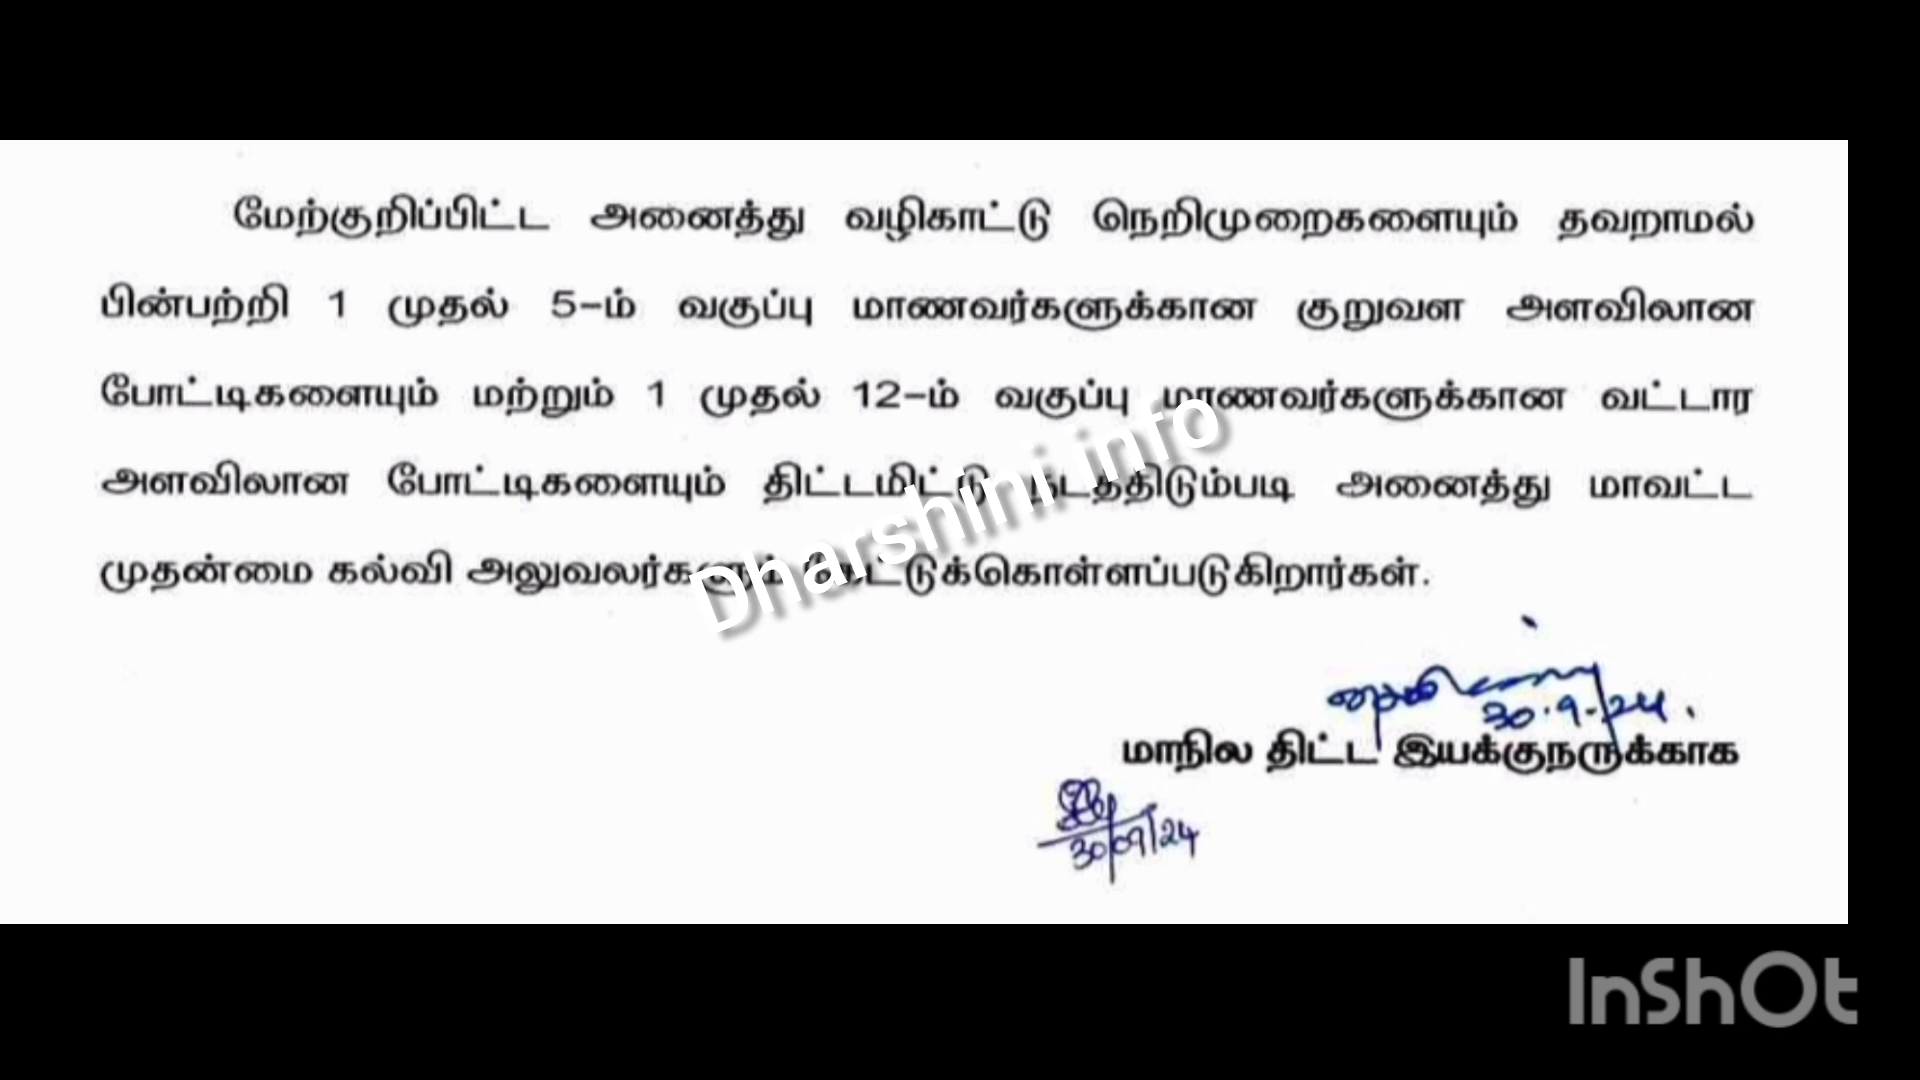 மேற்குறிப்பிட்ட அனைத்து வழிகாட்டு நெறிமுறைகளையும் தவறாமல்
பின்பற்றி 1 முதல் 5-ம் வகுப்பு மாணவர்களுக்கான குறுவள அளவிலான
போட்டிகளையும் மற்றும் 1 முதல் 12-ம் வகுப்பு மாணவர்களுக்கான வட்டார
அளவிலான போட்டிகளையும் திட்டமிட்டு நடத்திடும்படி அனைத்து மாவட்ட
முதன்மை கல்வி அலுவலர்களும் கேட்டுக்கொள்ளப்படுகிறார்கள்.
Dharshini info
30.9.24.
மாநில திட்ட இயக்குநருக்காக
30/09/24
InShOt